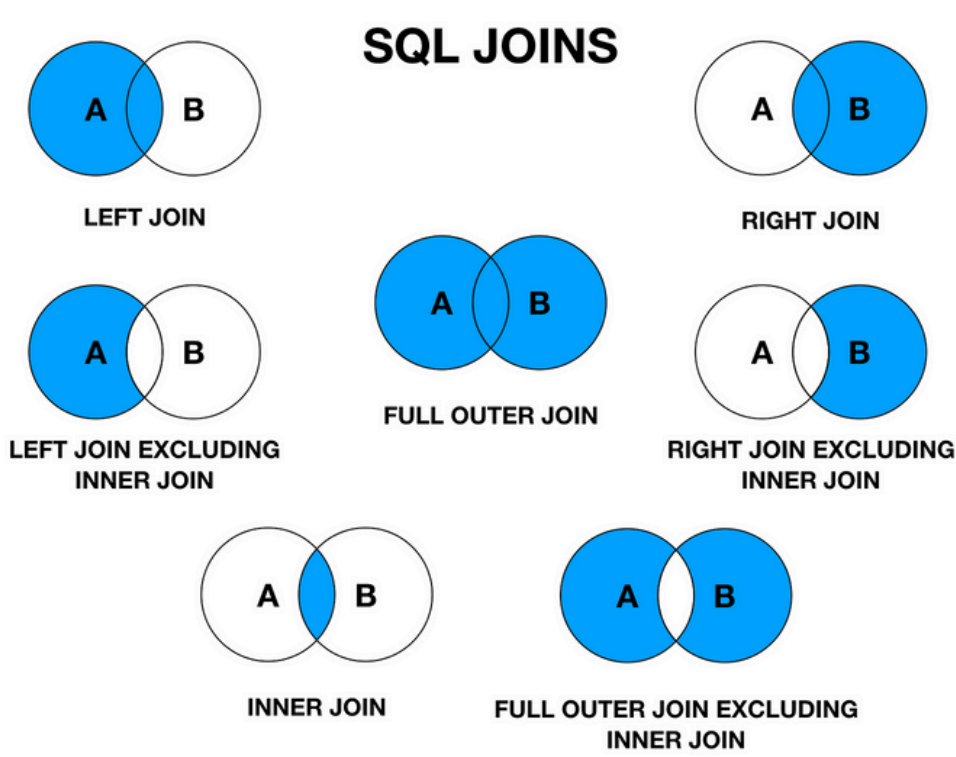 SQL JOINS
A B
LEFT JOIN
A B
RIGHT JOIN
A B
FULL OUTER JOIN
A B
LEFT JOIN EXCLUDING
INNER JOIN
A B
RIGHT JOIN EXCLUDING
INNER JOIN
A B
INNER JOIN
A B
FULL OUTER JOIN EXCLUDING
INNER JOIN